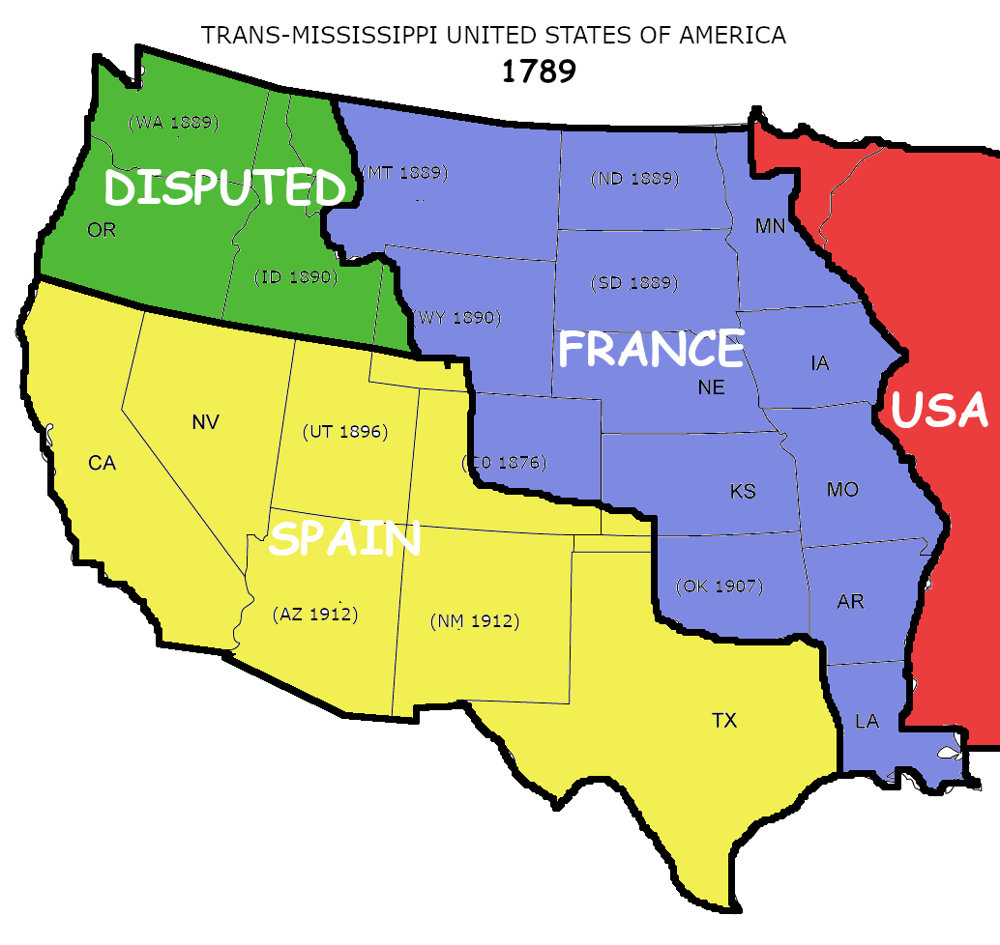 TRANS-MISSISSIPPI UNITED STATES OF AMERICA
1789
(WA 1889)
DISPUTED
(MT 1889)
(ND 1889)
OR
MN
(ID 1890)
(SD 1889)
(WY 1890)
FRANCE
IA
NE
USA
NV
(UT 1896)
CA
(C0 1876)
KS
MO
SPAIN
(OK 1907)
AR
(AZ 1912)
(NM 1912)
TX
LA